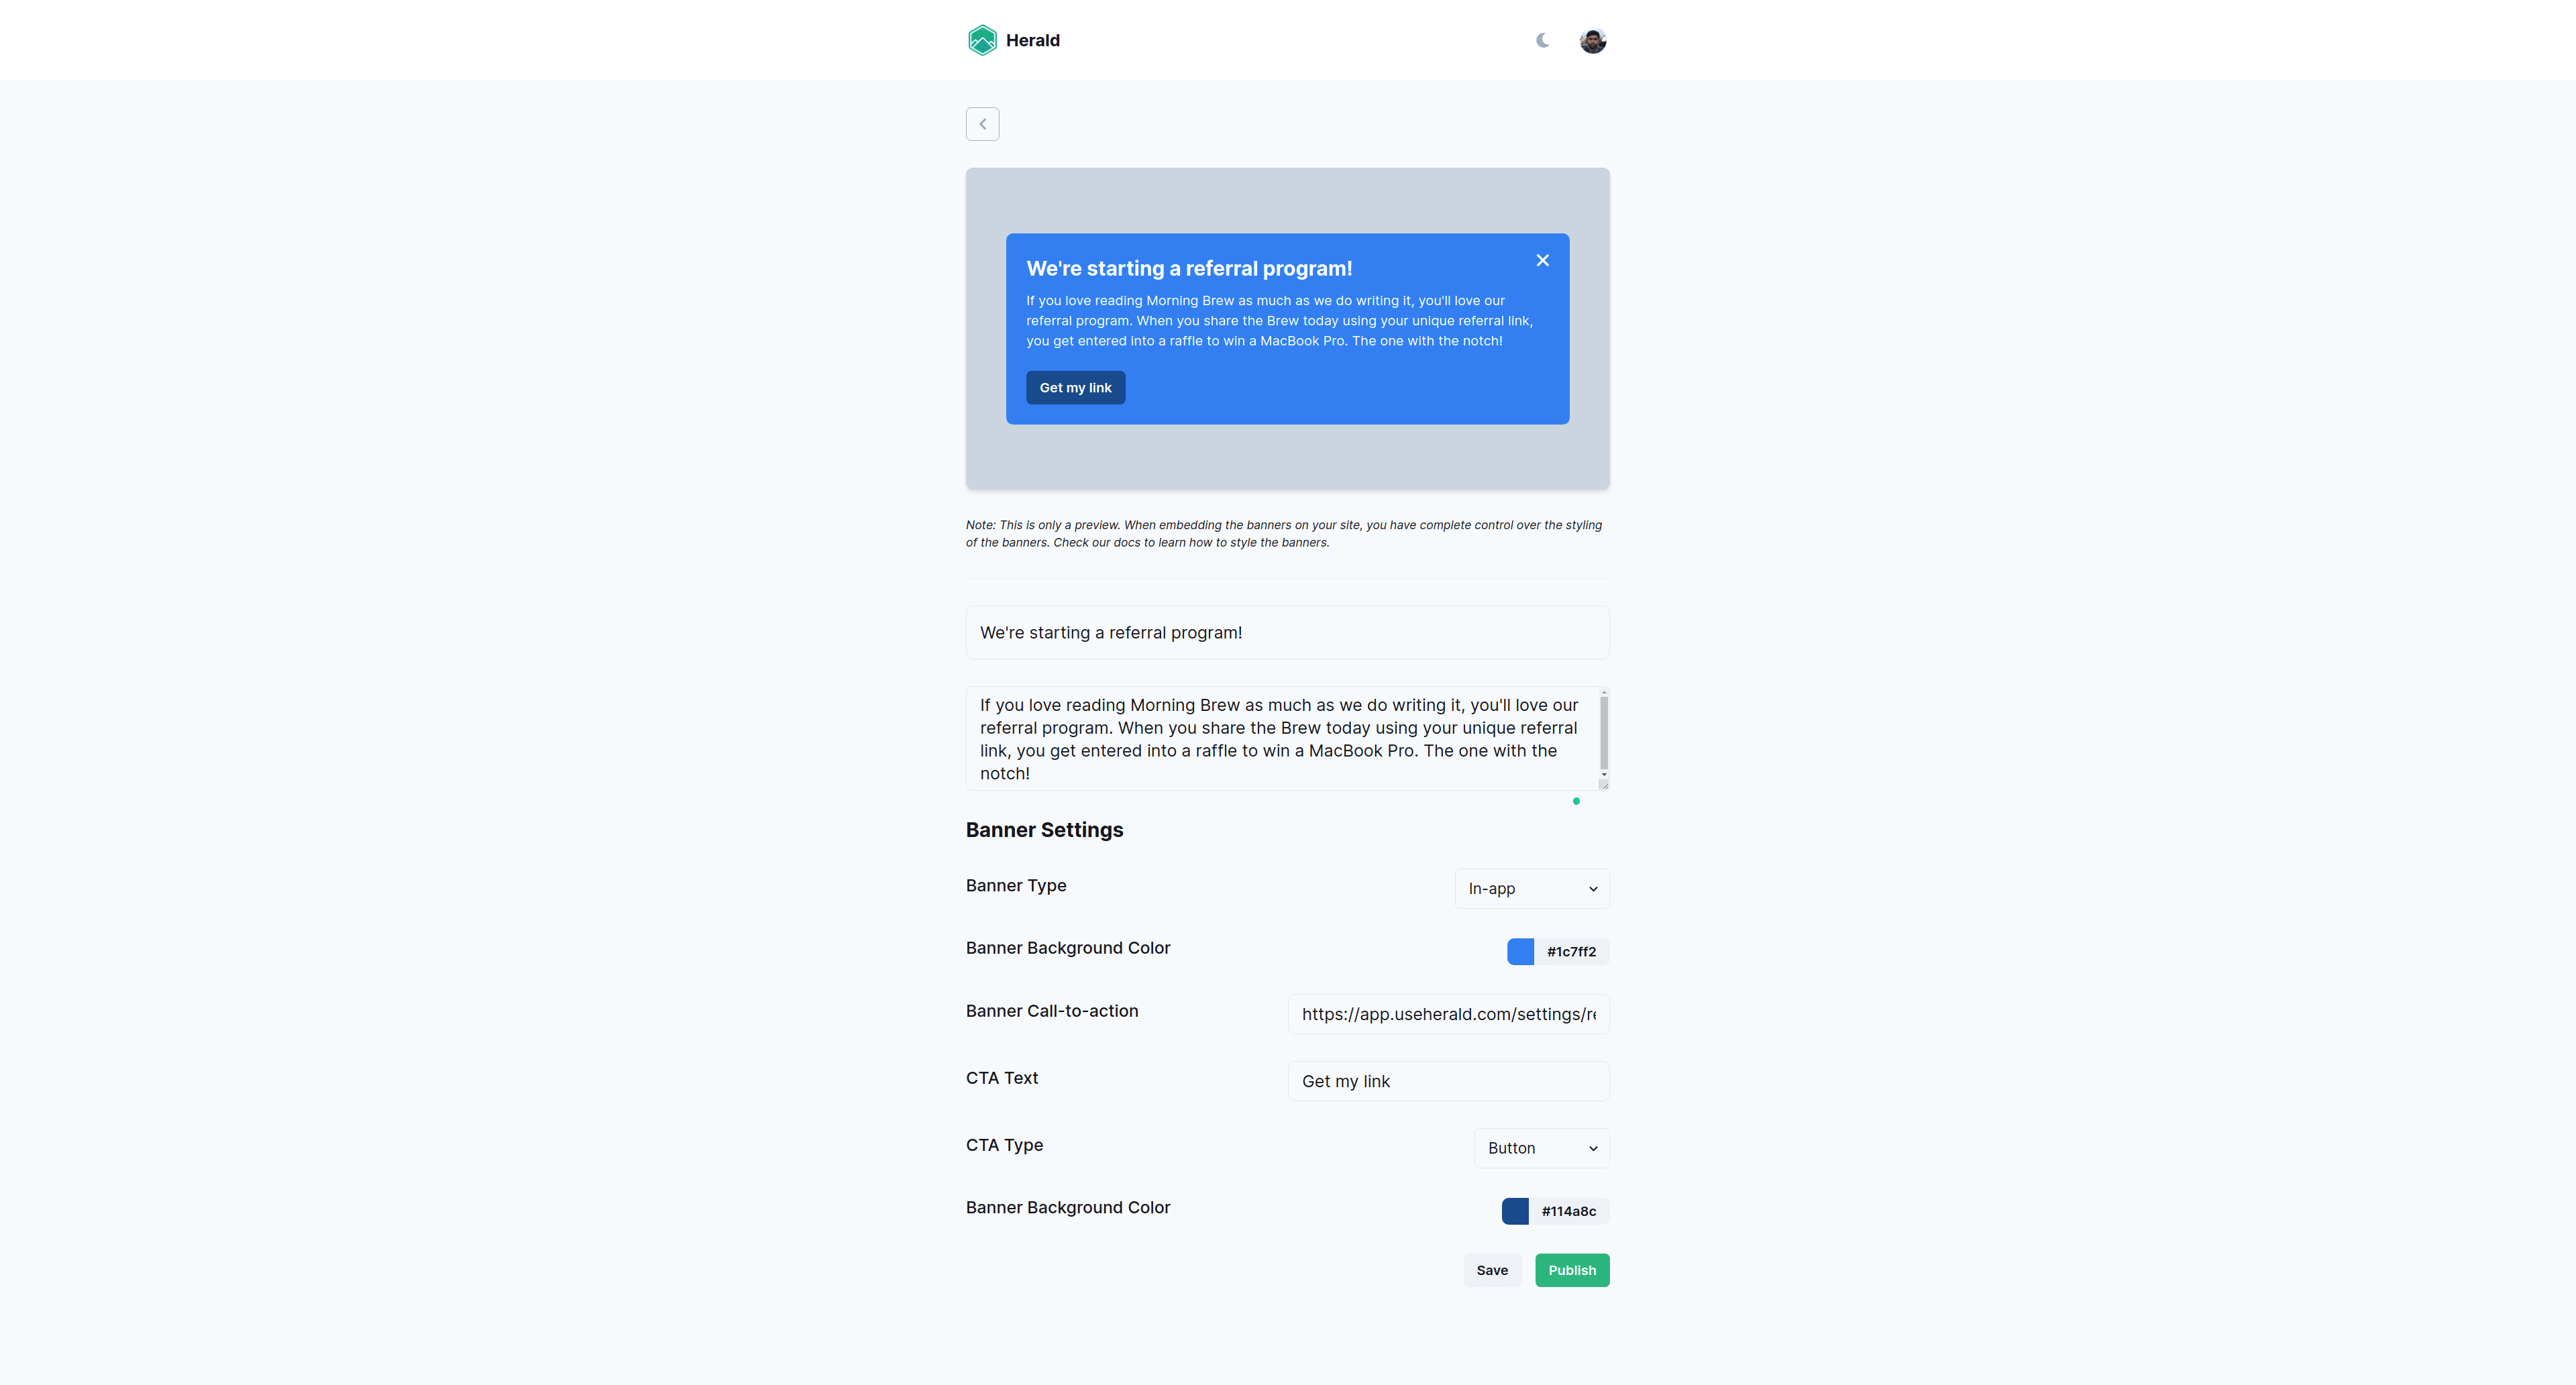 Herald
We're starting a referral program!
If you love reading Morning Brew as much as we do writing it, you'll love our
referral program. When you share the Brew today using your unique referral link,
you get entered into a raffle to win a MacBook Pro. The one with the notch!
Get my link
Note: This is only a preview. When embedding the banners on your site, you have complete control over the styling
of the banners. Check our docs to learn how to style the banners.
We're starting a referral program!
If you love reading Morning Brew as much as we do writing it, you'll love our
referral program. When you share the Brew today using your unique referral
link, you get entered into a raffle to win a MacBook Pro. The one with the
notch!
Banner Settings
Banner Type
In-app
Banner Background Color
#1c7ff2
Banner Call-to-action
https://app.useherald.com/settings/re
CTA Text
Get my link
CTA Type
Button
Banner Background Color
#114a8c
Save
Publish